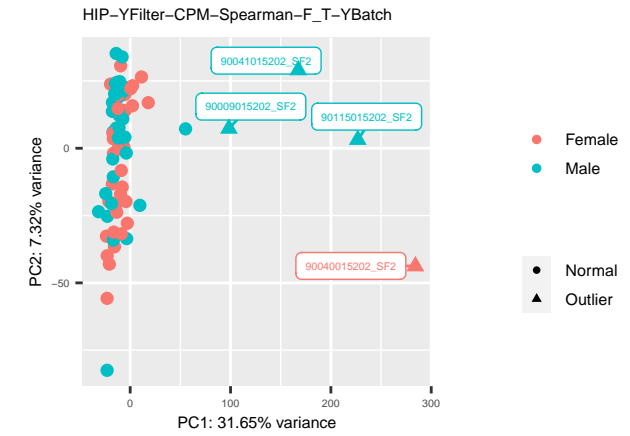 HIP−YFilter−CPM−Spearman−F_T−YBatch
90041015202_SF2
90009015202_SF2
90115015202_SF2
90040015202_SF2
0
−50
0
100
200
300
PC2: 7.32% variance
PC1: 31.65% variance
Female
Male
Normal
Outlier